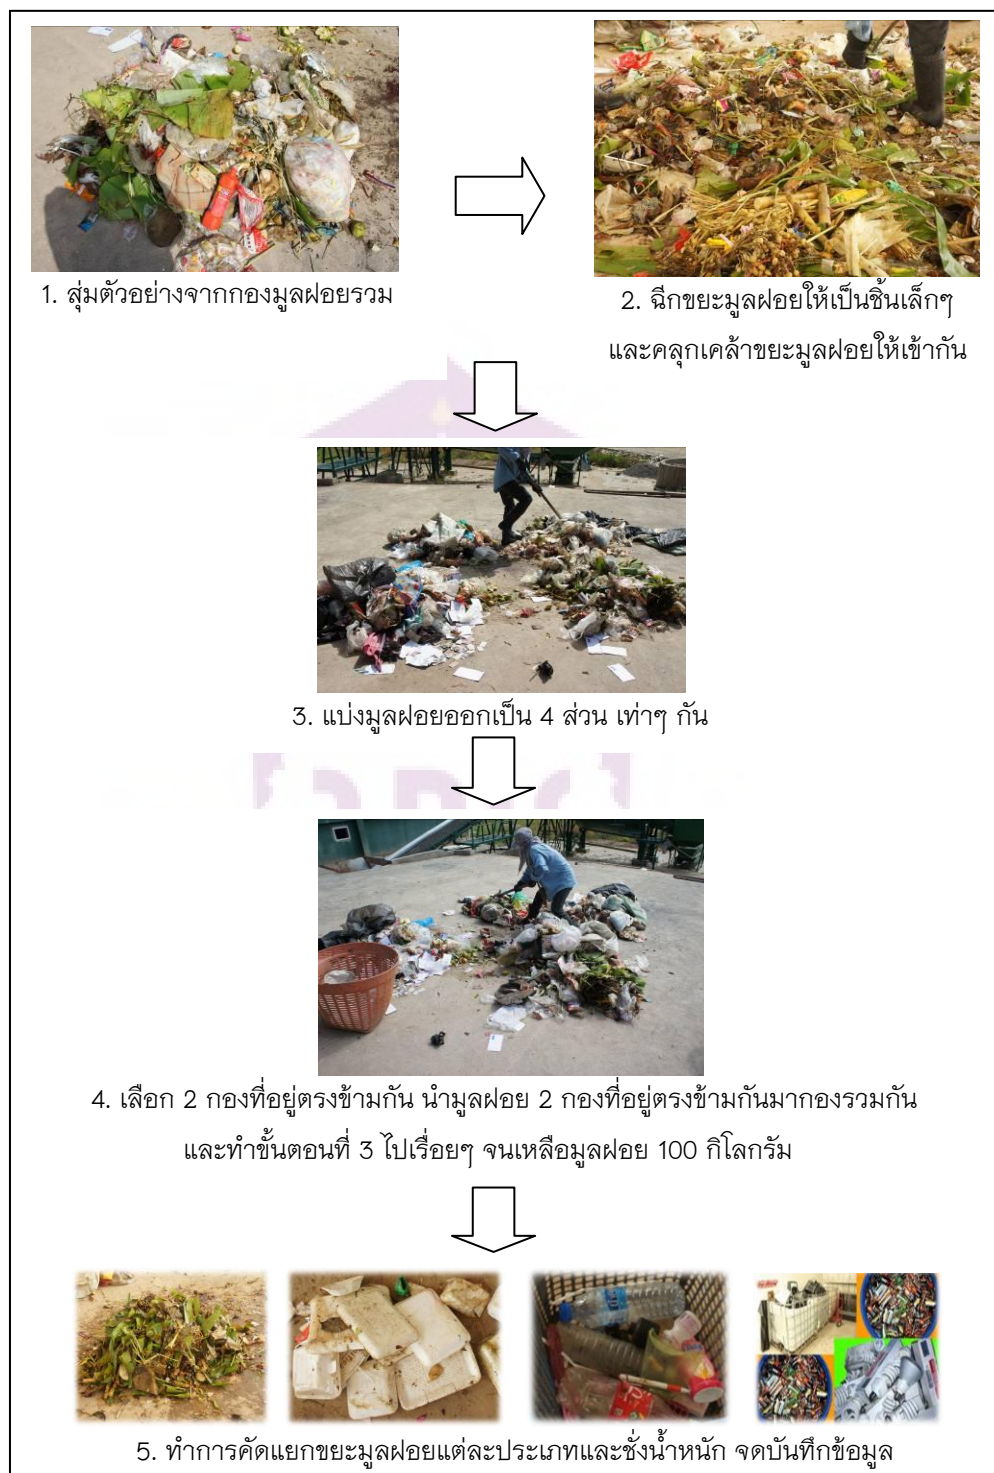 1. สุ่มตัวอย่างจากกองมูลฝอยรวม
2. ฉีกขยะมูลฝอยให้เป็นชิ้นเล็กๆ
และคลุกเคล้าขยะมูลฝอยให้เข้ากัน
3. แบ่งมูลฝอยออกเป็น 4 ส่วน เท่าๆ กัน
4. เลือก 2 กองที่อยู่ตรงข้ามกัน นำมูลฝอย 2 กองที่อยู่ตรงข้ามกันมากองรวมกัน
และทำขั้นตอนที่ 3 ไปเรื่อยๆ จนเหลือมูลฝอย 100 กิโลกรัม
5. ทำการคัดแยกขยะมูลฝอยแต่ละประเภทและชั่งน้ำหนัก จดบันทึกข้อมูล